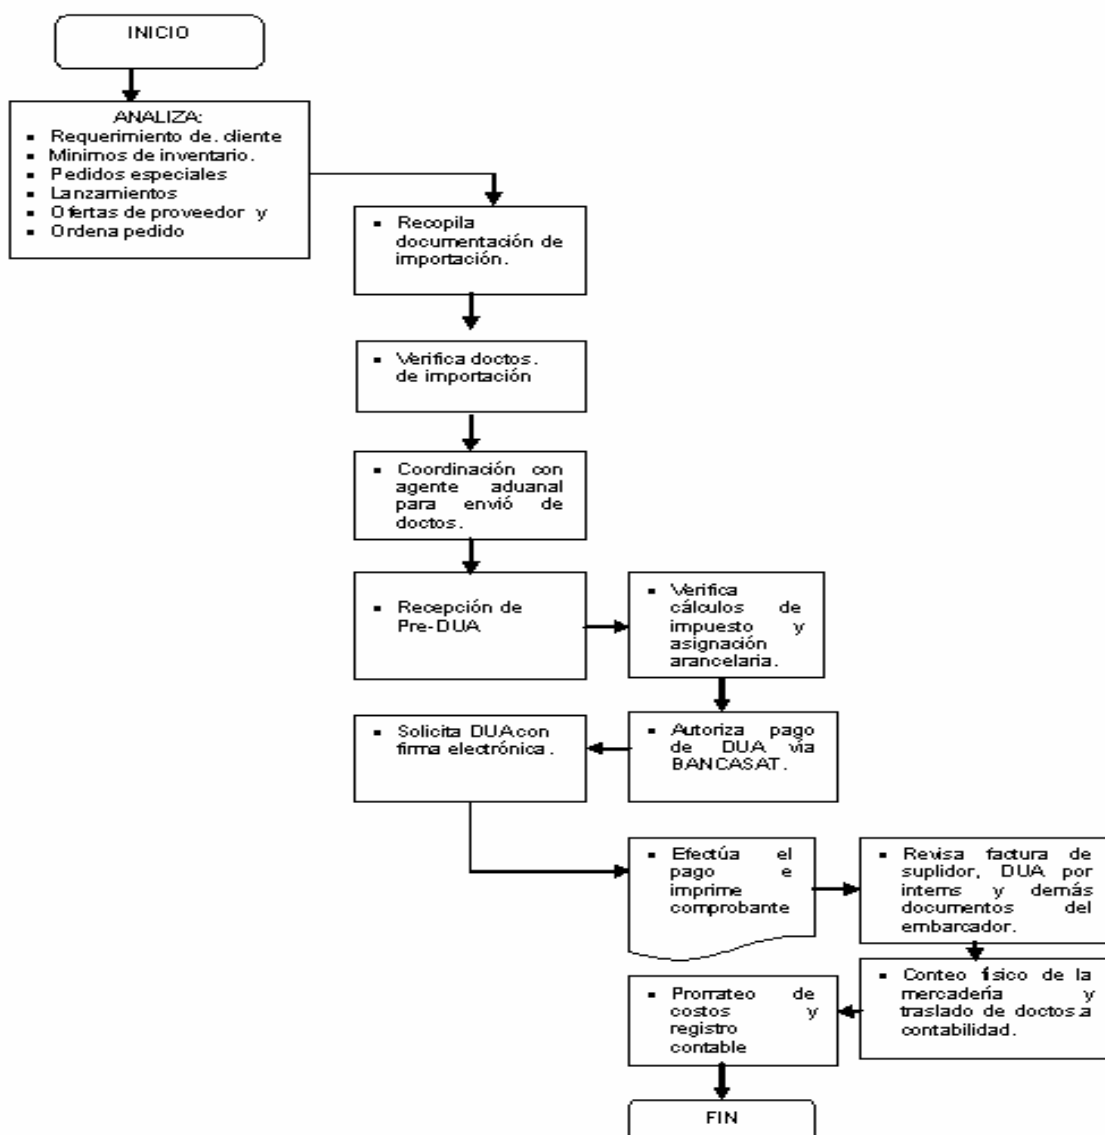 INICIO
ANALIZA:
▪ Requerimiento de. cliente
▪ Minimos de inventario.
▪ Pedidos especiales
▪ Lanzamientos
▪ Ofertas de proveedor y
▪ Ordena pedido
▪ Recopila
documentación de
importación.
▪ Verifica doctos.
de importación
▪ Coordinación con
agente aduanal
para envió de
doctos.
▪ Recepción de
Pre-DUA
▪ Verifica
cálculos de
impuesto y
asignación
arancelaria.
▪ Autoriza pago
de DUA vía
BANCASAT.
▪ Solicita DUA con
firma electrónica.
▪ Efectúa el
pago e
imprime
comprobante
▪ Revisa factura de
suplidor, DUA por
interns y demás
documentos del
embarcador.
▪ Conteo físico de la
mercadería y
traslado de doctos.a
contabilidad.
▪ Prorrateo de
costos y
registro
contable
FIN